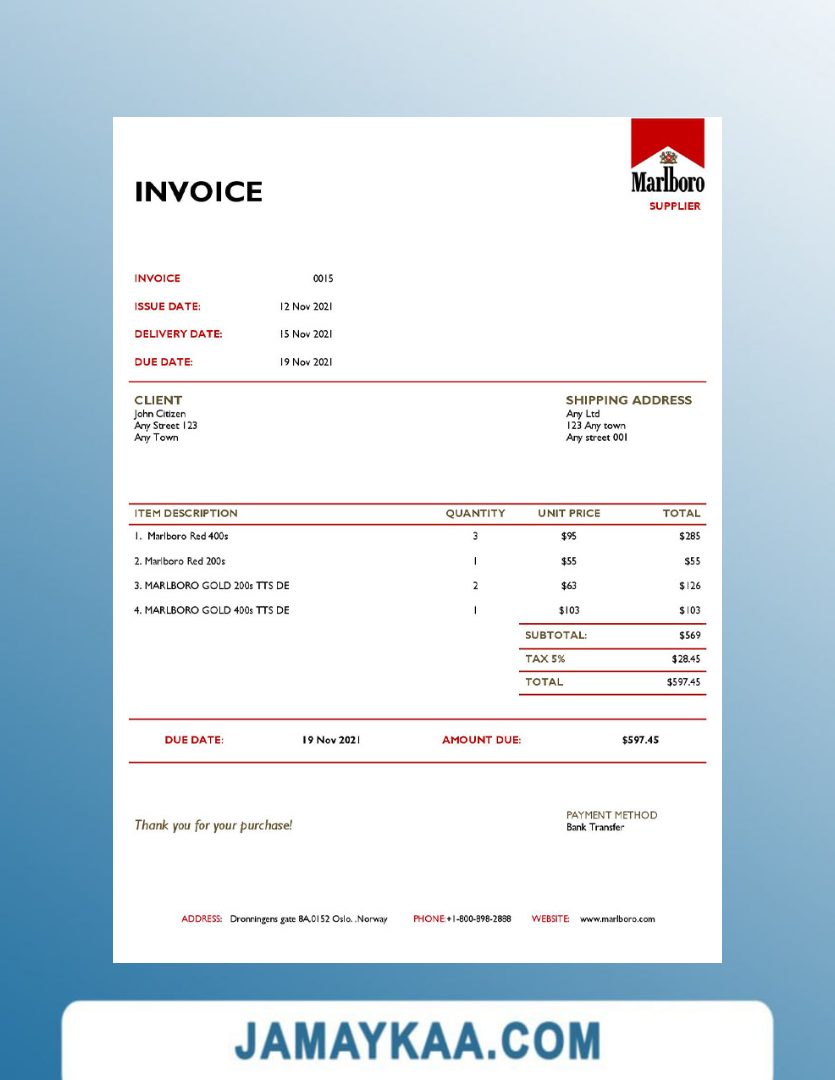 Marlboro
INVOICE
SUPPLIER
INVOICE 0015
ISSUE DATE: 12 Nov 2021
DELIVERY DATE: 15 Nov 2021
DUE DATE: 19 Nov 2021
CLIENT SHIPPING ADDRESS
John Citizen Any Ltd
Any Street 123 123 Any town
Any Town Any street 001
ITEM DESCRIPTION QUANTITY UNIT PRICE TOTAL
1. Marlboro Red 400s 3 $95 $285
2. Marlboro Red 200s 1 $55 $55
3. MARLBORO GOLD 200s TTS DE 2 $63 $126
4. MARLBORO GOLD 400s TTS DE 1 $103 $103
SUBTOTAL: $569
TAX 5% $28.45
TOTAL $597.45
DUE DATE: 19 Nov 2021 AMOUNT DUE: $597.45
PAYMENT METHOD
Thank you for your purchase! Bank Transfer
ADDRESS: Dronningens gate 8A,0152 Oslo, .Norway PHONE:+1-800-898-2888 WEBSITE: www.marlboro.com
JAMAYKAA.COM